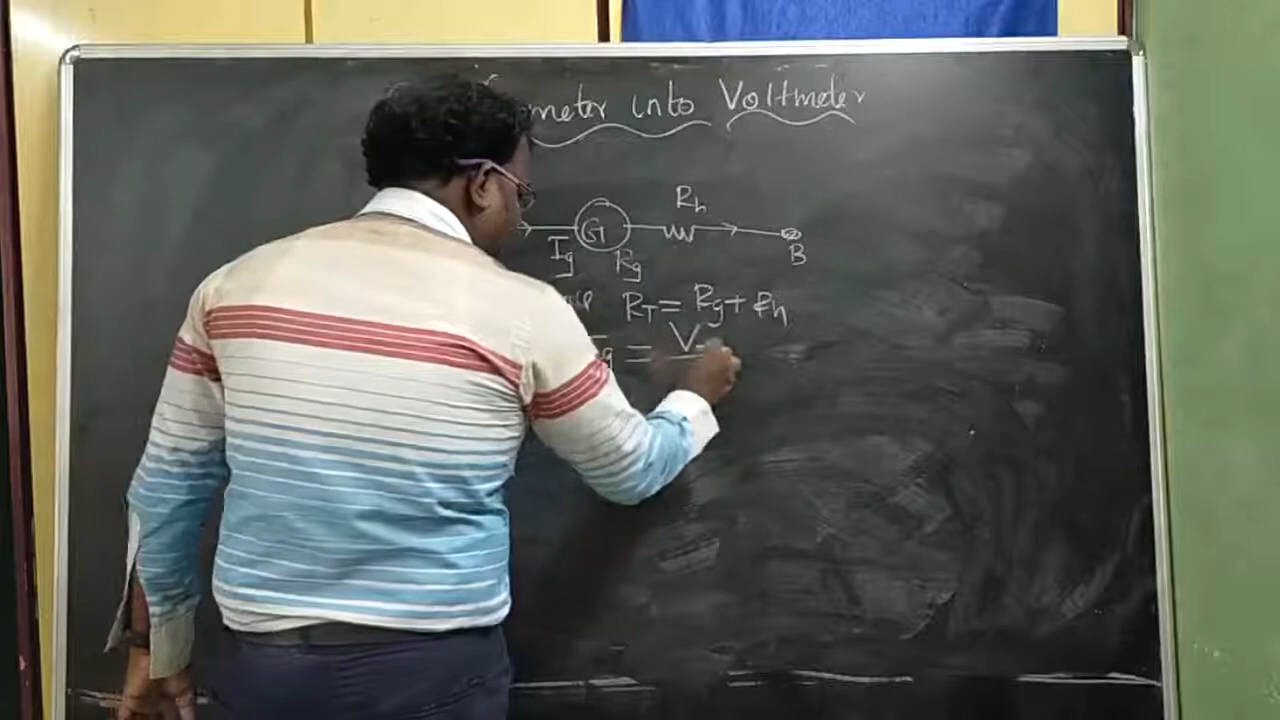 meter into Voltmeter
Rh
G
Ig
Rg
B
RT = Rg + Rh
g = V